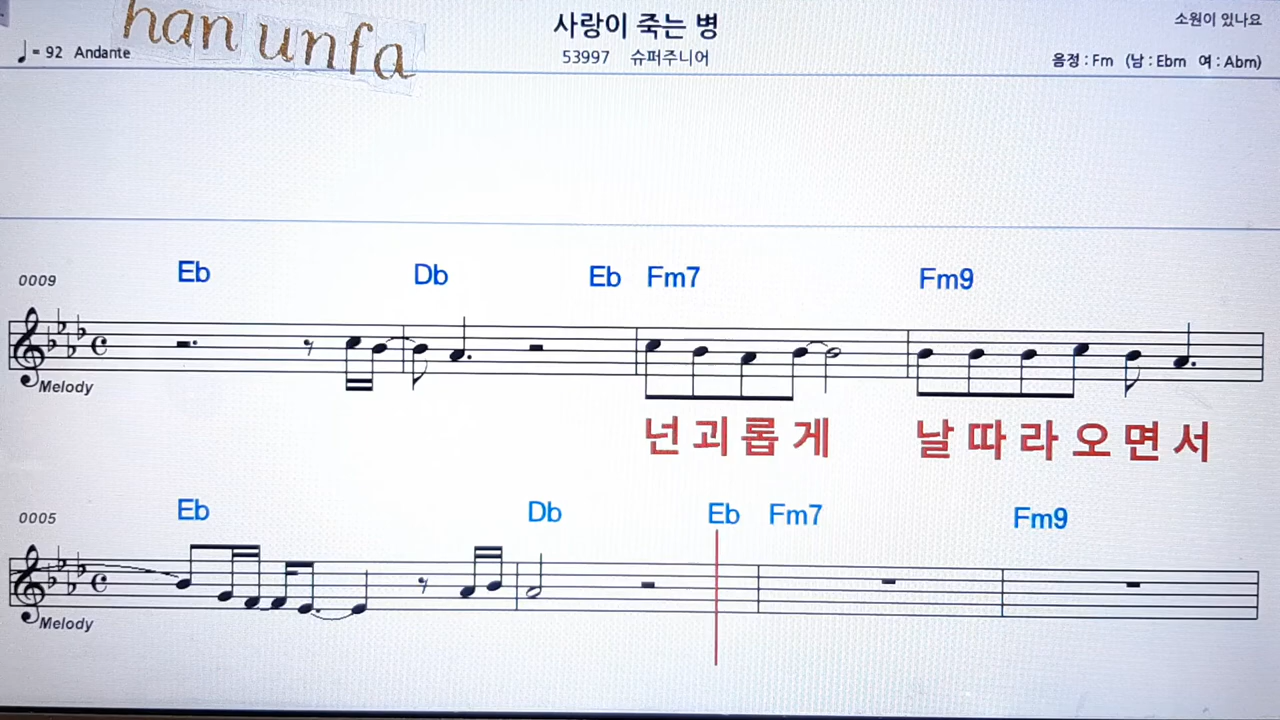 han unfa
사랑이 죽는 병
소원이 있나요
♩ = 92 Andante
53997 슈퍼주니어
음정 : Fm (남 : Ebm 여 : Abm)
0009 Eb Db Eb Fm7 Fm9
Melody
넌 괴 롭 게 날 따 라 오 면 서
0005 Eb Db Eb Fm7 Fm9
Melody